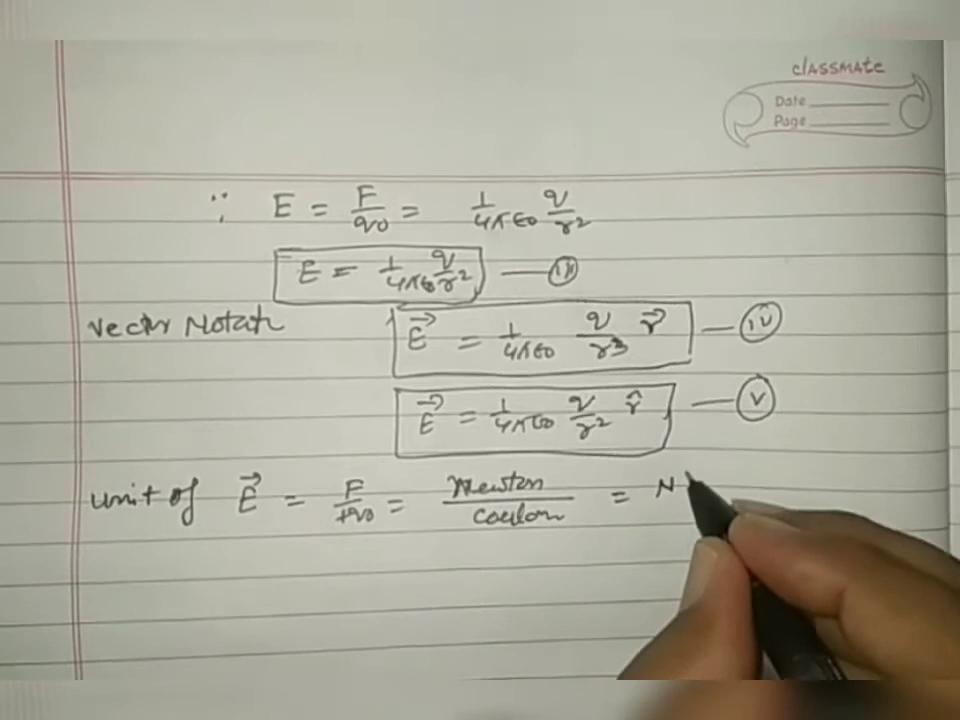 classmate
Date
Page
∵ E = F/q0 = 1/4πε0 q/r²
E = 1/4πε0 q/r² — (iii)
Vector Notatn E⃗ = 1/4πε0 q/r³ r⃗ — (iv)
E⃗ = 1/4πε0 q/r² r̂ — (v)
unit of E⃗ = F/+q0 = Newton/Coulom = N